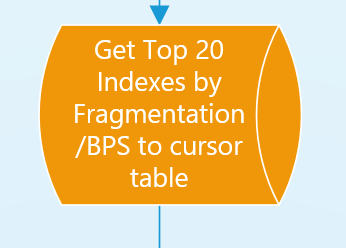 Get Top 20
Indexes by
Fragmentation
/BPS to cursor
table